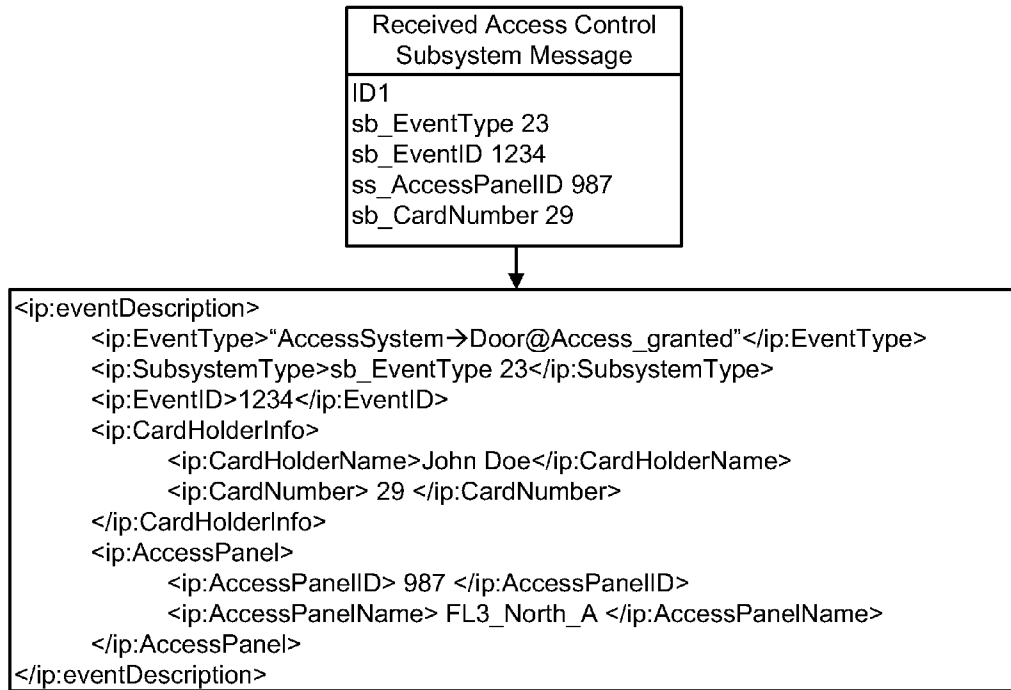 Received Access Control
Subsystem Message
ID1
sb_EventType 23
sb_EventID 1234
ss_AccessPanelID 987
sb_CardNumber 29
<ip:eventDescription>
<ip:EventType>“AccessSystem→Door@Access_granted”</ip:EventType>
<ip:SubsystemType>sb_EventType 23</ip:SubsystemType>
<ip:EventID>1234</ip:EventID>
<ip:CardHolderInfo>
<ip:CardHolderName>John Doe</ip:CardHolderName>
<ip:CardNumber> 29 </ip:CardNumber>
</ip:CardHolderInfo>
<ip:AccessPanel>
<ip:AccessPanelID> 987 </ip:AccessPanelID>
<ip:AccessPanelName> FL3_North_A </ip:AccessPanelName>
</ip:AccessPanel>
</ip:eventDescription>